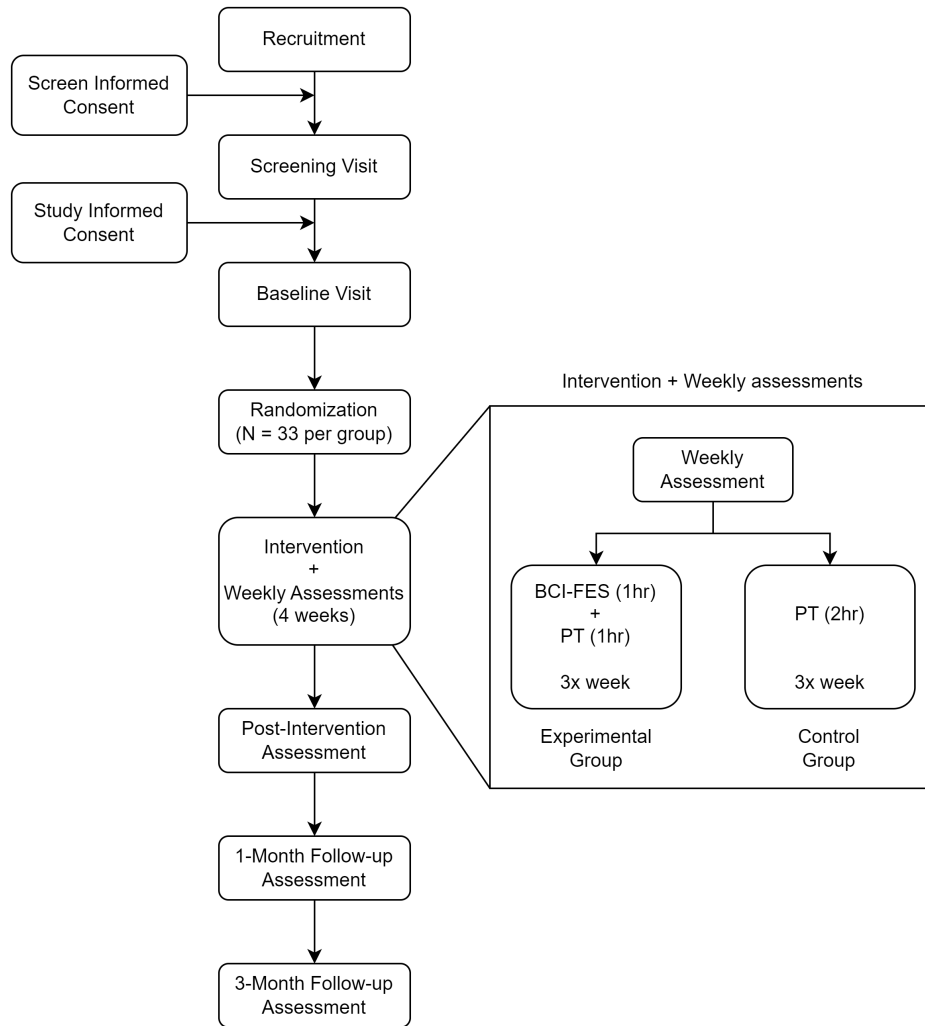 Recruitment
Screen Informed
Consent
Screening Visit
Study Informed
Consent
Baseline Visit
Randomization
(N = 33 per group)
Intervention
+
Weekly Assessments
(4 weeks)
Post-Intervention
Assessment
1-Month Follow-up
Assessment
3-Month Follow-up
Assessment
Intervention + Weekly assessments
Weekly
Assessment
BCI-FES (1hr)
+
PT (1hr)
3x week
Experimental
Group
PT (2hr)
3x week
Control
Group